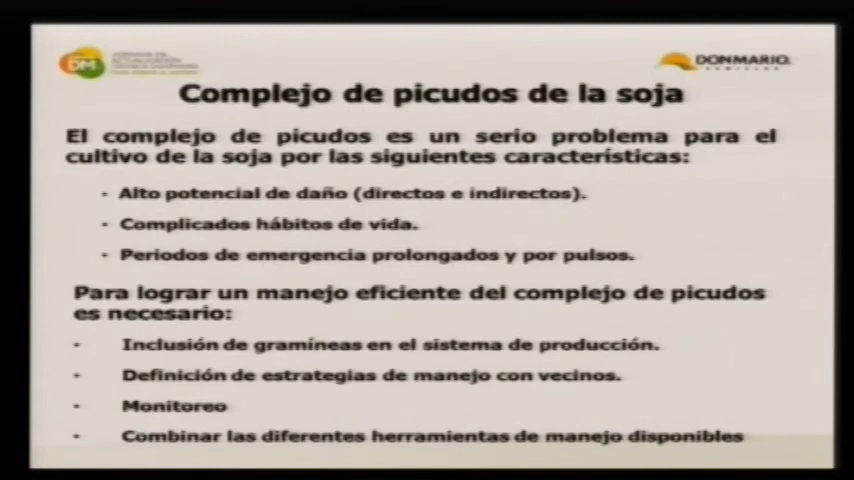 DM
DONMARIO.
SEMILLAS
Complejo de picudos de la soja
El complejo de picudos es un serio problema para el
cultivo de la soja por las siguientes características:
· Alto potencial de daño (directos e indirectos).
· Complicados hábitos de vida.
· Periodos de emergencia prolongados y por pulsos.
Para lograr un manejo eficiente del complejo de picudos
es necesario:
· Inclusión de gramíneas en el sistema de producción.
· Definición de estrategias de manejo con vecinos.
· Monitoreo
· Combinar las diferentes herramientas de manejo disponibles